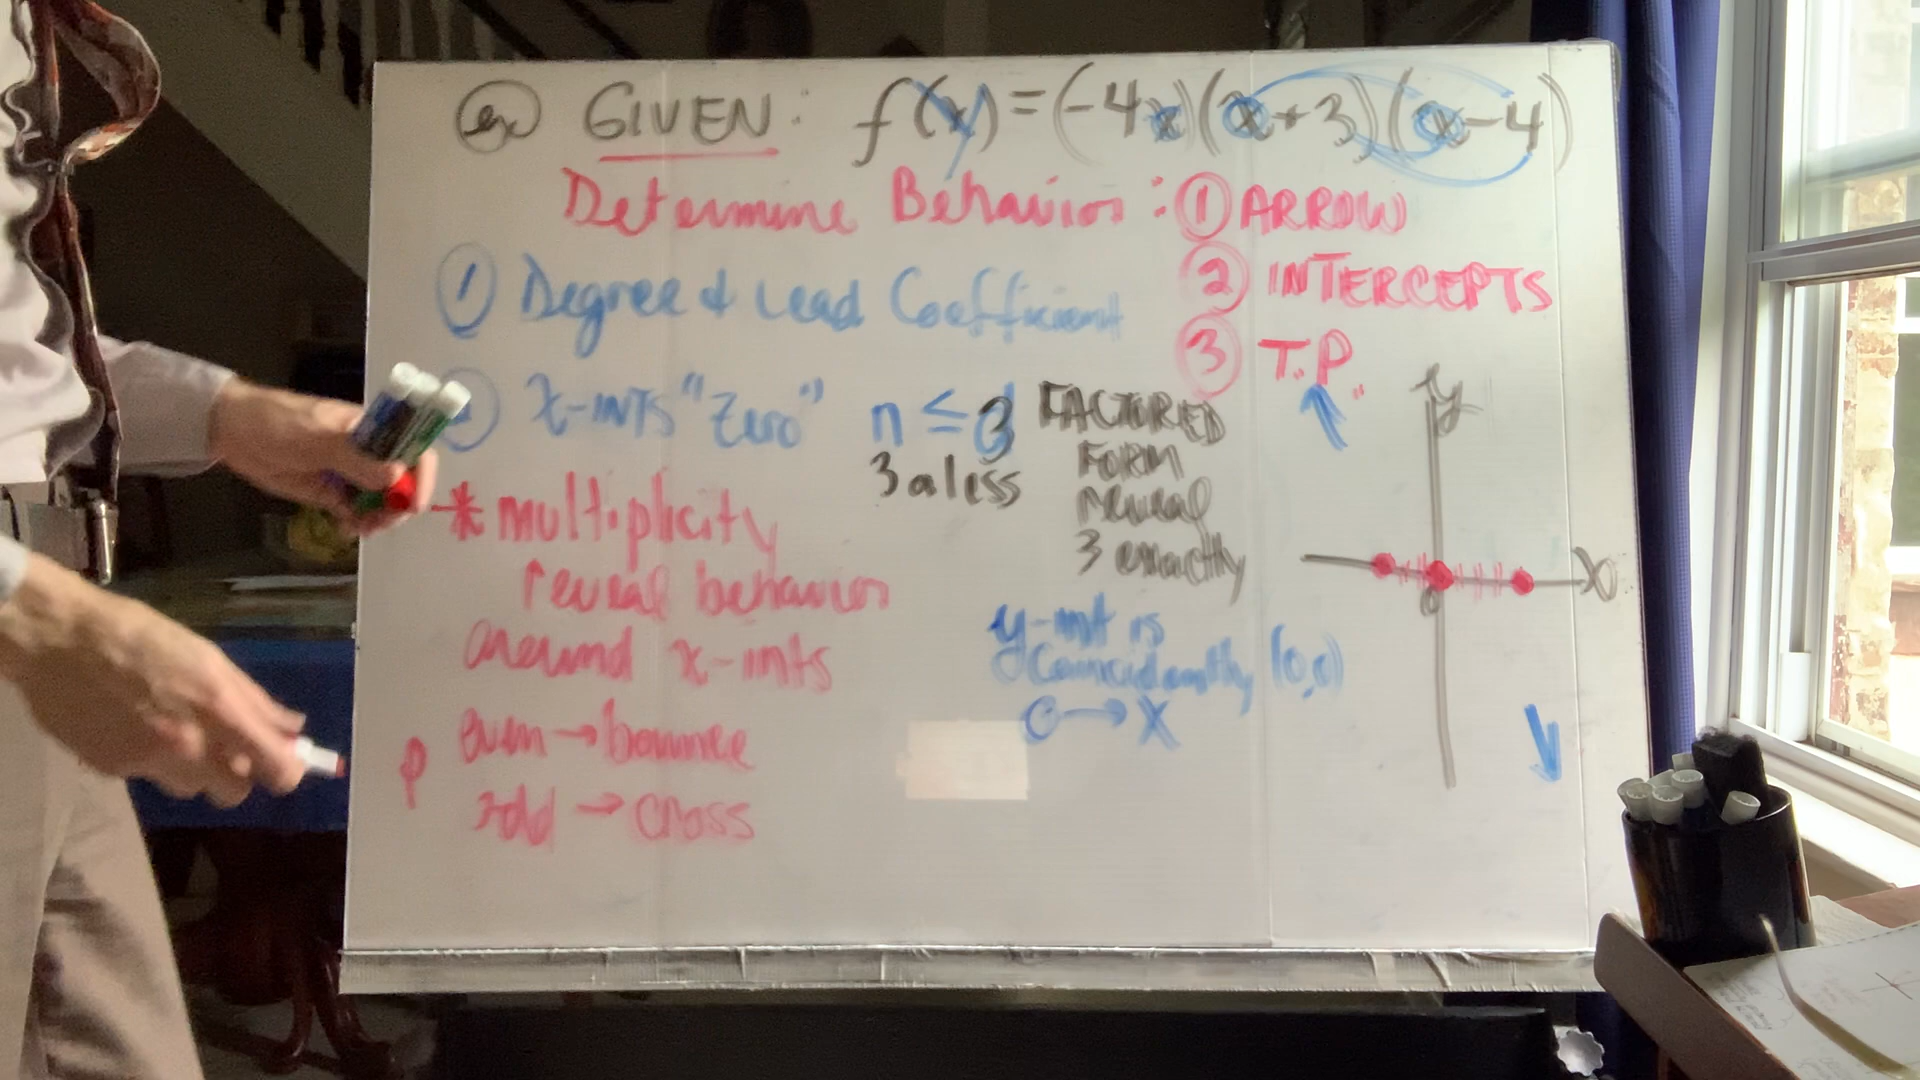 ex GIVEN: f(x)=(-4x)(x+3)(x-4)
Determine Behavior: ① ARROW
② INTERCEPTS
③ T.P.
① Degree & Lead Coefficient
② X-INTS "Zero" n ≤ 3
3 a less
FACTORED
FORM
reveal
3 exactly
* multiplicity
reveal behavior
around x-ints
even → bounce
odd → cross
y-int is
Coincidently (0,0)
0 → X
y
x
0